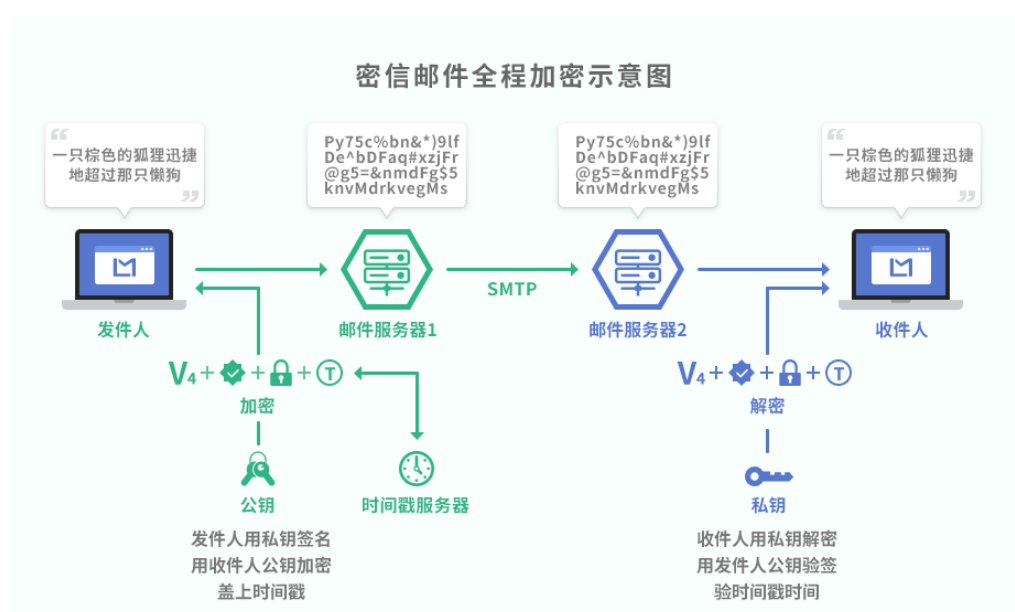 密信邮件全程加密示意图
一只棕色的狐狸迅捷
地超过那只懒狗
Py75c%bn&*)9lf
De^bDFaq#xzjFr
@g5=&nmdFg$5
knvMdrkvegMs
Py75c%bn&*)9lf
De^bDFaq#xzjFr
@g5=&nmdFg$5
knvMdrkvegMs
一只棕色的狐狸迅捷
地超过那只懒狗
SMTP
发件人
邮件服务器1
邮件服务器2
收件人
V4+++T
V4+++T
加密
解密
公钥
时间戳服务器
私钥
发件人用私钥签名
用收件人公钥加密
盖上时间戳
收件人用私钥解密
用发件人公钥验签
验时间戳时间